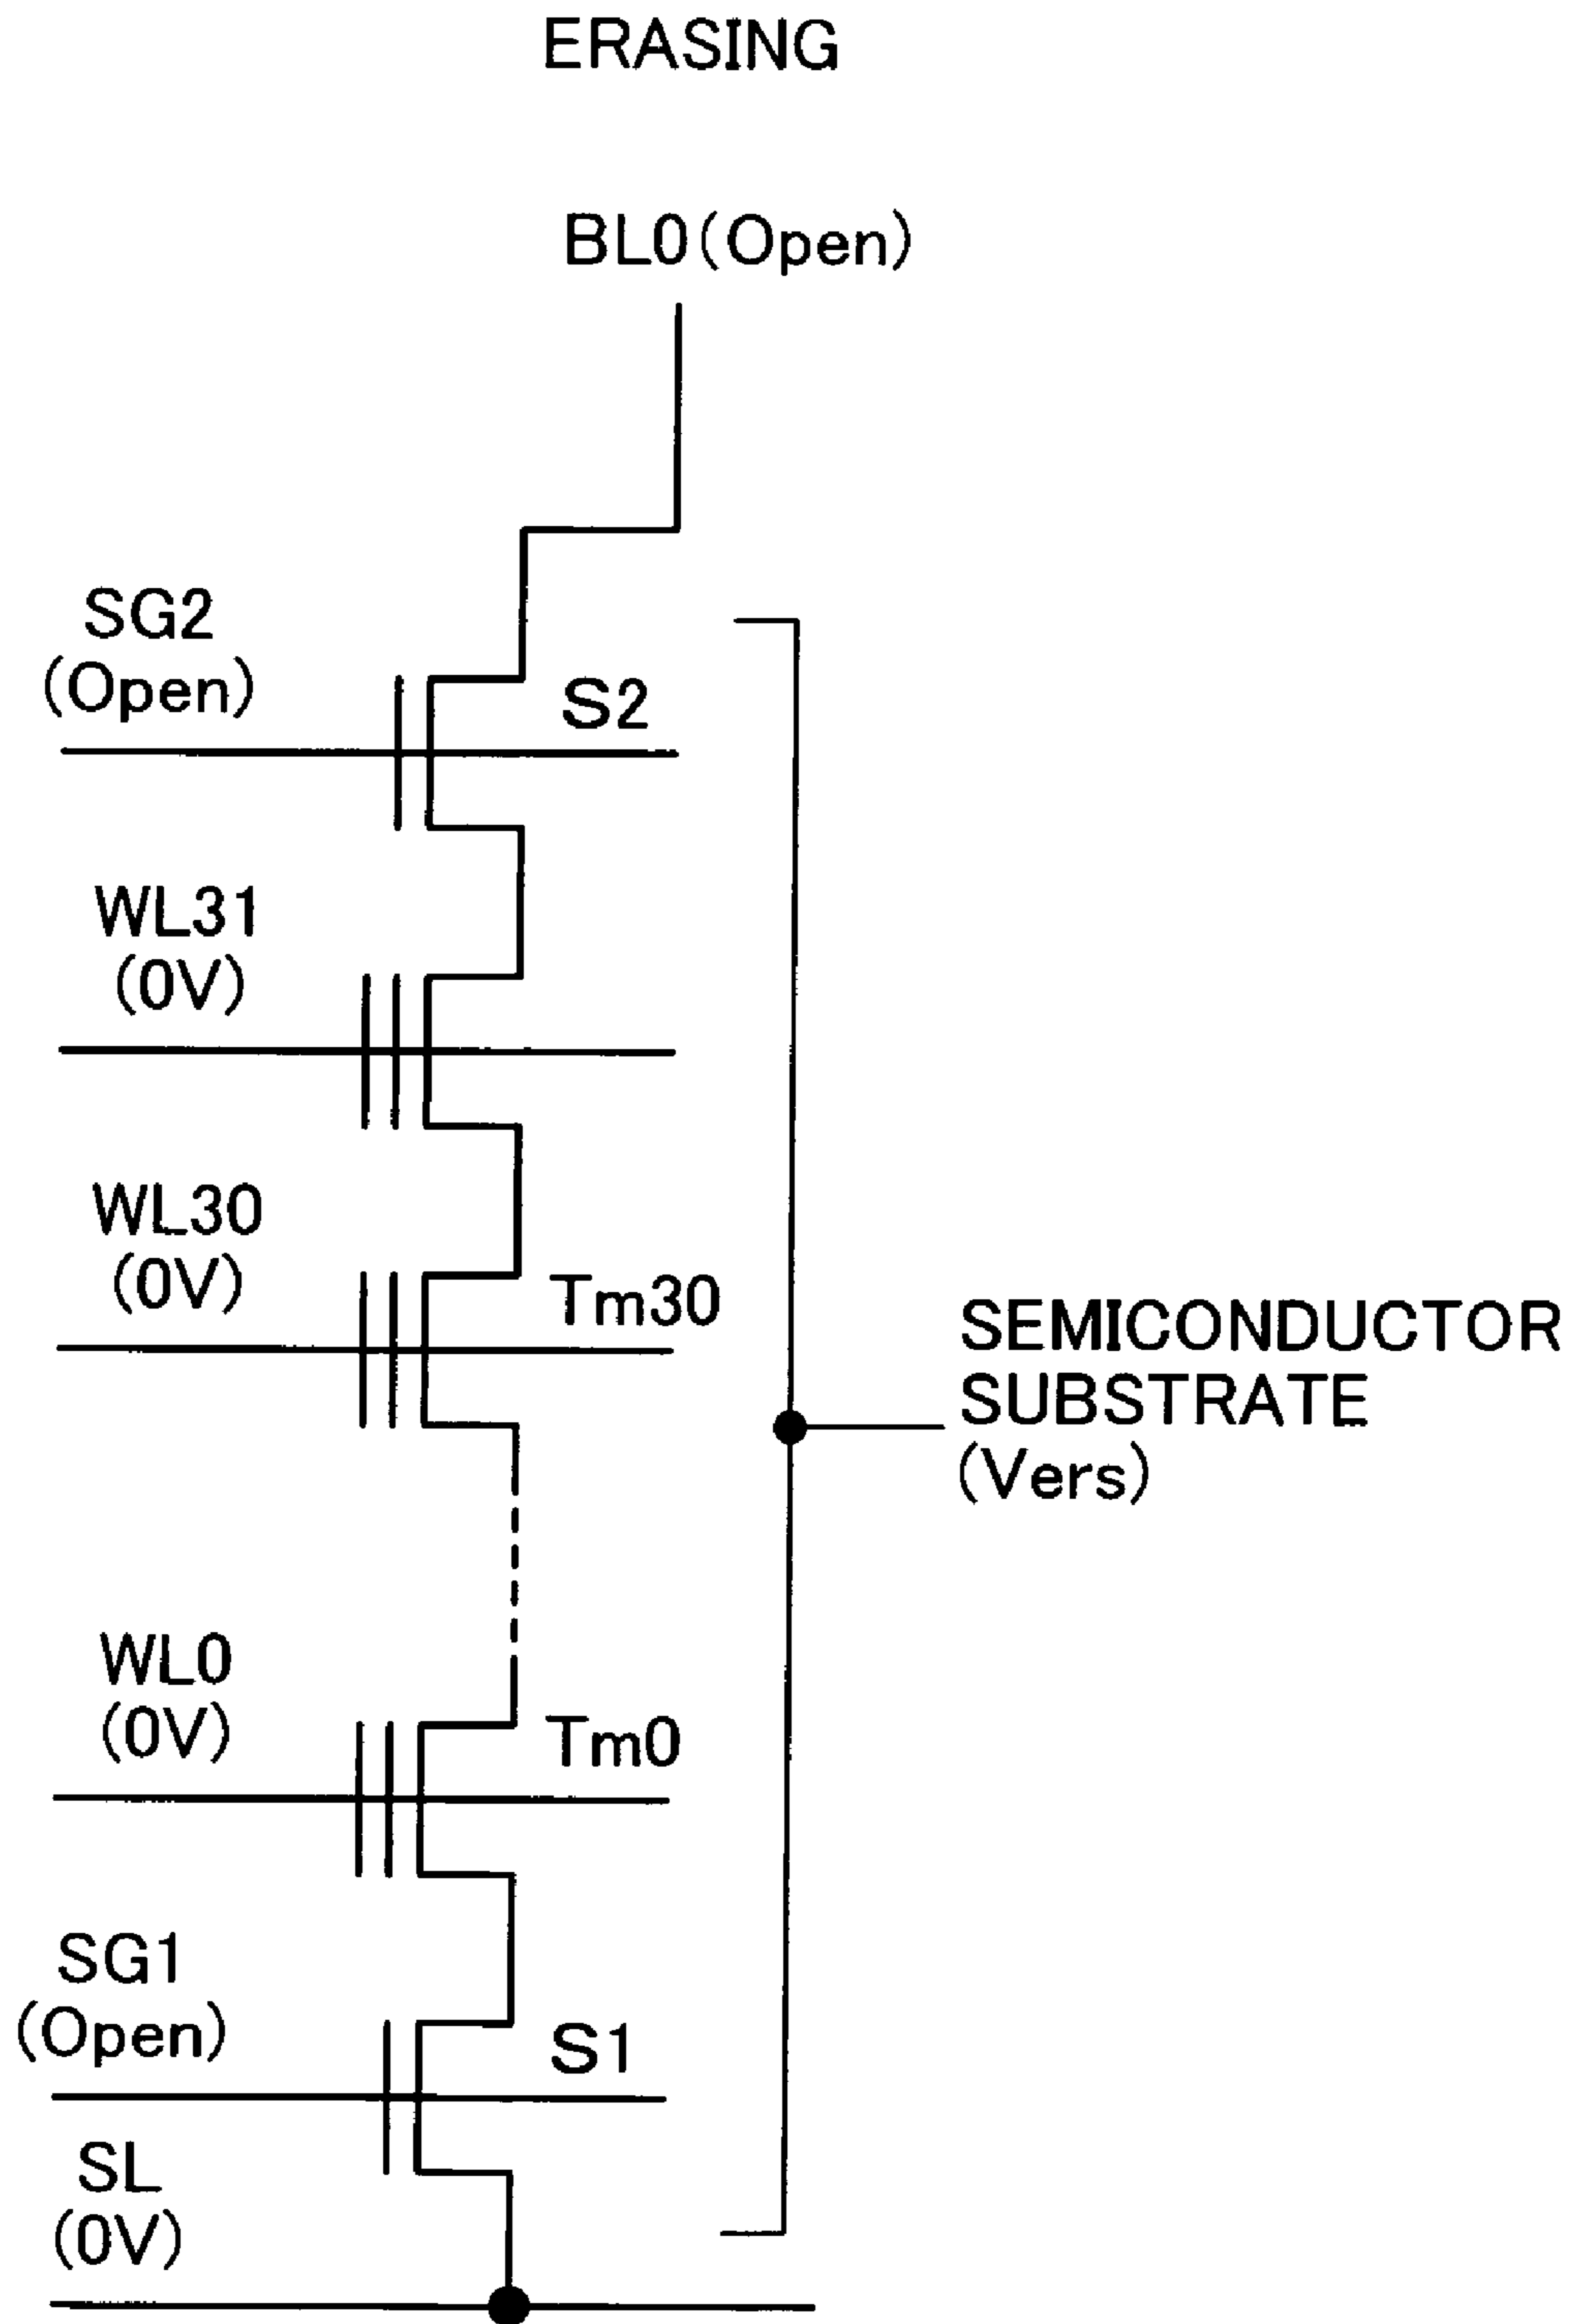 ERASING
BL0(Open)
SG2
(Open)
S2
WL31
(0V)
WL30
(0V)
Tm30
SEMICONDUCTOR
SUBSTRATE
(Vers)
WL0
(0V)
Tm0
SG1
(Open)
S1
SL
(0V)